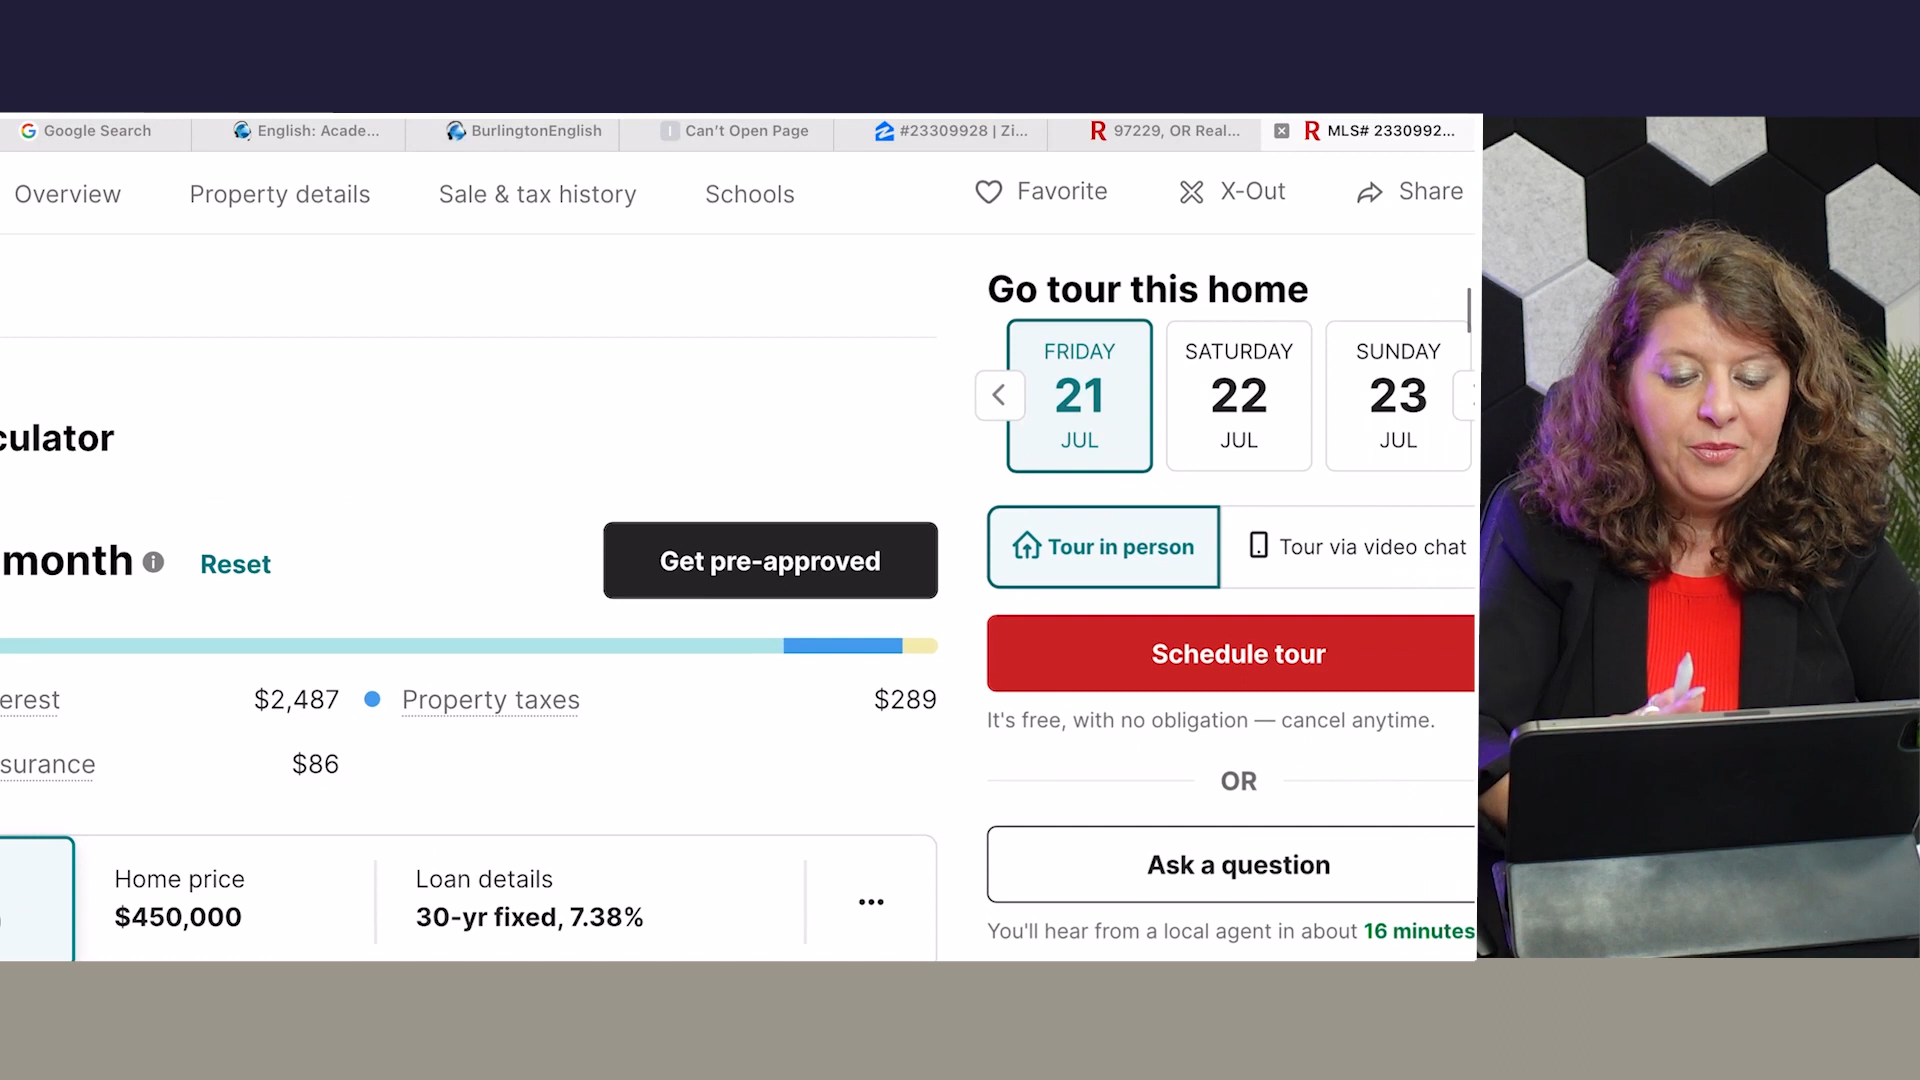 Google Search
English: Acade...
BurlingtonEnglish
Can't Open Page
#23309928 | Zi...
97229, OR Real...
MLS# 2330992...
Overview
Property details
Sale & tax history
Schools
Favorite
X-Out
Share
culator
month
Reset
Get pre-approved
erest
$2,487
Property taxes
$289
surance
$86
Home price
$450,000
Loan details
30-yr fixed, 7.38%
Go tour this home
FRIDAY
21
JUL
SATURDAY
22
JUL
SUNDAY
23
JUL
Tour in person
Tour via video chat
Schedule tour
It's free, with no obligation — cancel anytime.
OR
Ask a question
You'll hear from a local agent in about 16 minutes